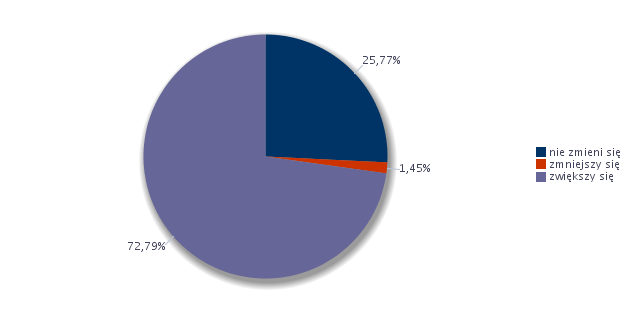 25,77%
1,45%
72,79%
nie zmieni się
zmniejszy się
zwiększy się